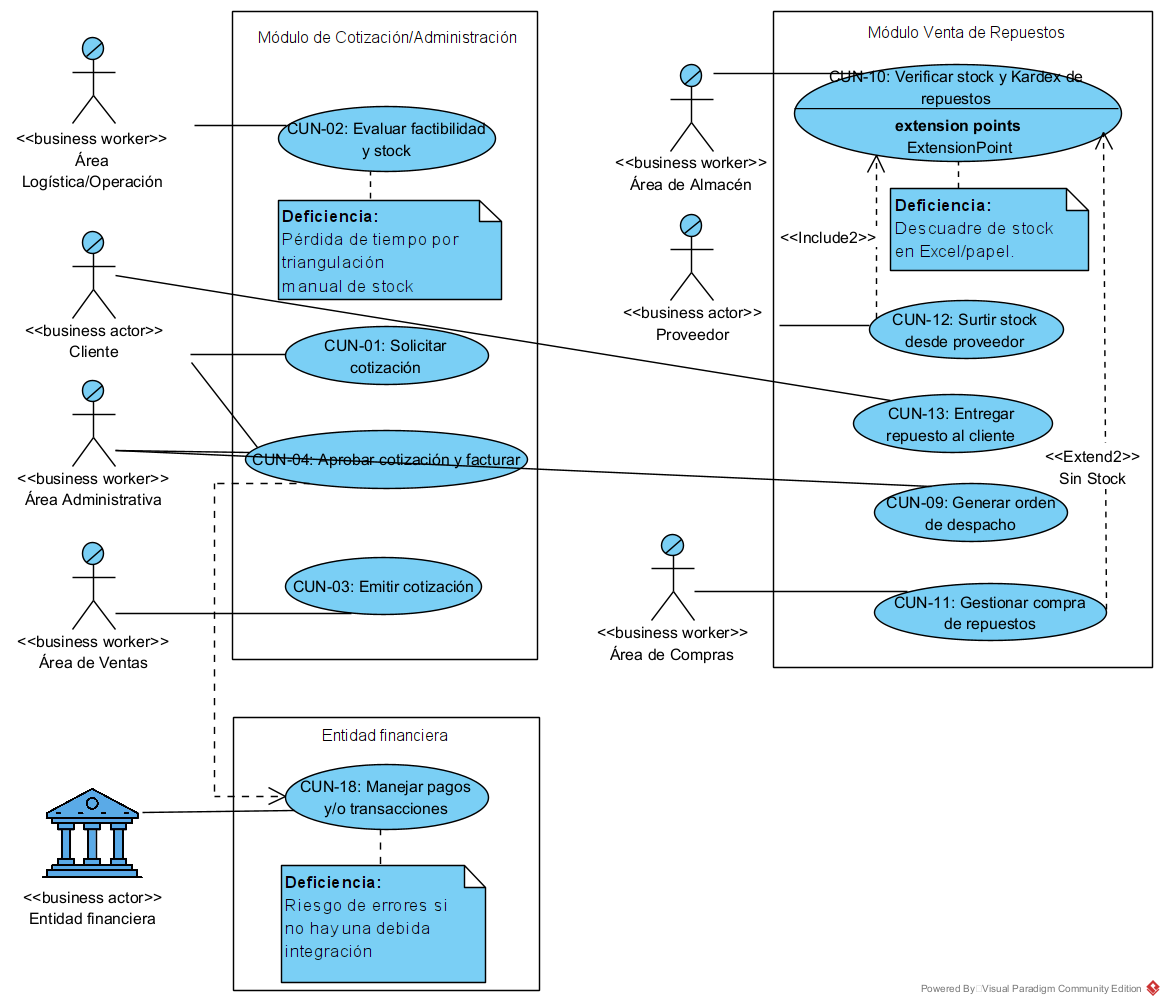 Módulo de Cotización/Administración
<<business worker>>
Área
Logística/Operación
CUN-02: Evaluar factibilidad
y stock
Deficiencia:
Pérdida de tiempo por
triangulación
manual de stock
<<business actor>>
Cliente
CUN-01: Solicitar
cotización
<<business worker>>
Área Administrativa
CUN-04: Aprobar cotización y facturar
<<business worker>>
Área de Ventas
CUN-03: Emitir cotización
Módulo Venta de Repuestos
<<business worker>>
Área de Almacén
CUN-10: Verificar stock y Kardex de
repuestos
extension points
ExtensionPoint
Deficiencia:
Descuadre de stock
en Excel/papel.
<<Include2>>
<<business actor>>
Proveedor
CUN-12: Surtir stock
desde proveedor
CUN-13: Entregar
repuesto al cliente
<<Extend2>>
Sin Stock
CUN-09: Generar orden
de despacho
<<business worker>>
Área de Compras
CUN-11: Gestionar compra
de repuestos
Entidad financiera
<<business actor>>
Entidad financiera
CUN-18: Manejar pagos
y/o transacciones
Deficiencia:
Riesgo de errores si
no hay una debida
integración
Powered By Visual Paradigm Community Edition